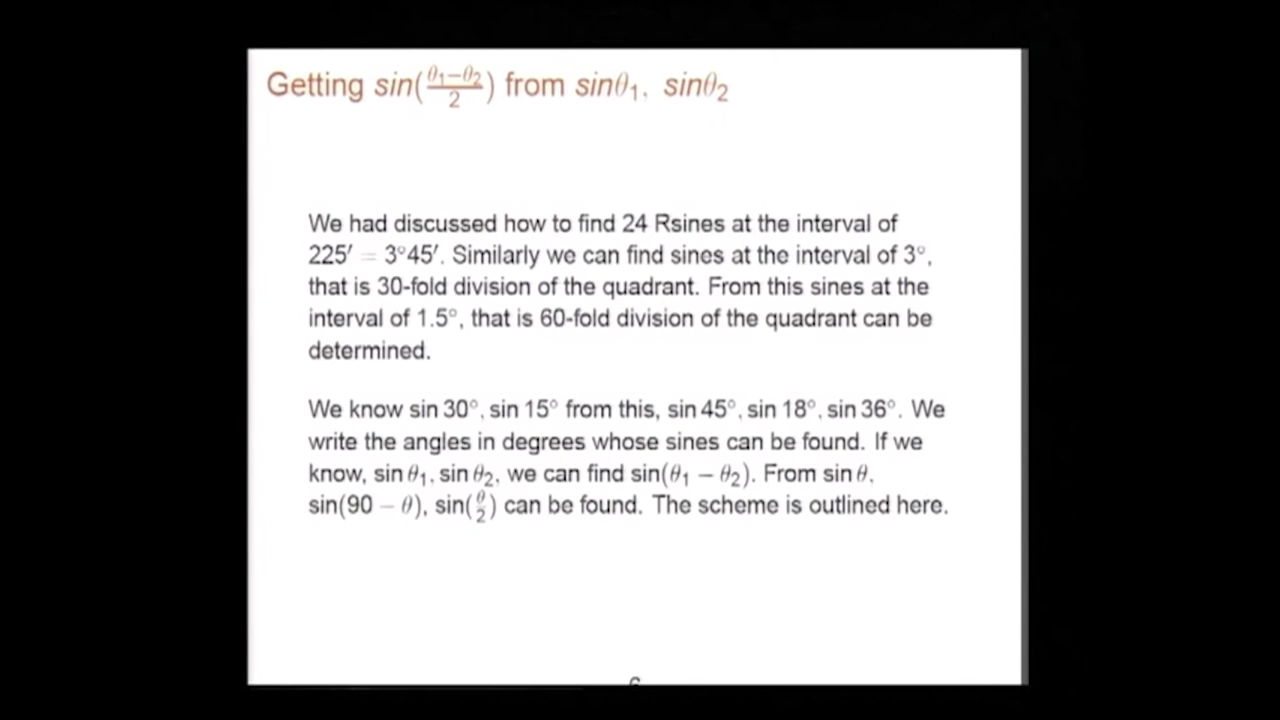 Getting sin((θ₁−θ₂)/2) from sinθ₁, sinθ₂
We had discussed how to find 24 Rsines at the interval of
225′ = 3°45′. Similarly we can find sines at the interval of 3°,
that is 30-fold division of the quadrant. From this sines at the
interval of 1.5°, that is 60-fold division of the quadrant can be
determined.
We know sin 30°, sin 15° from this, sin 45°, sin 18°, sin 36°. We
write the angles in degrees whose sines can be found. If we
know, sin θ₁, sin θ₂, we can find sin(θ₁ − θ₂). From sin θ,
sin(90 − θ), sin(θ/2) can be found. The scheme is outlined here.